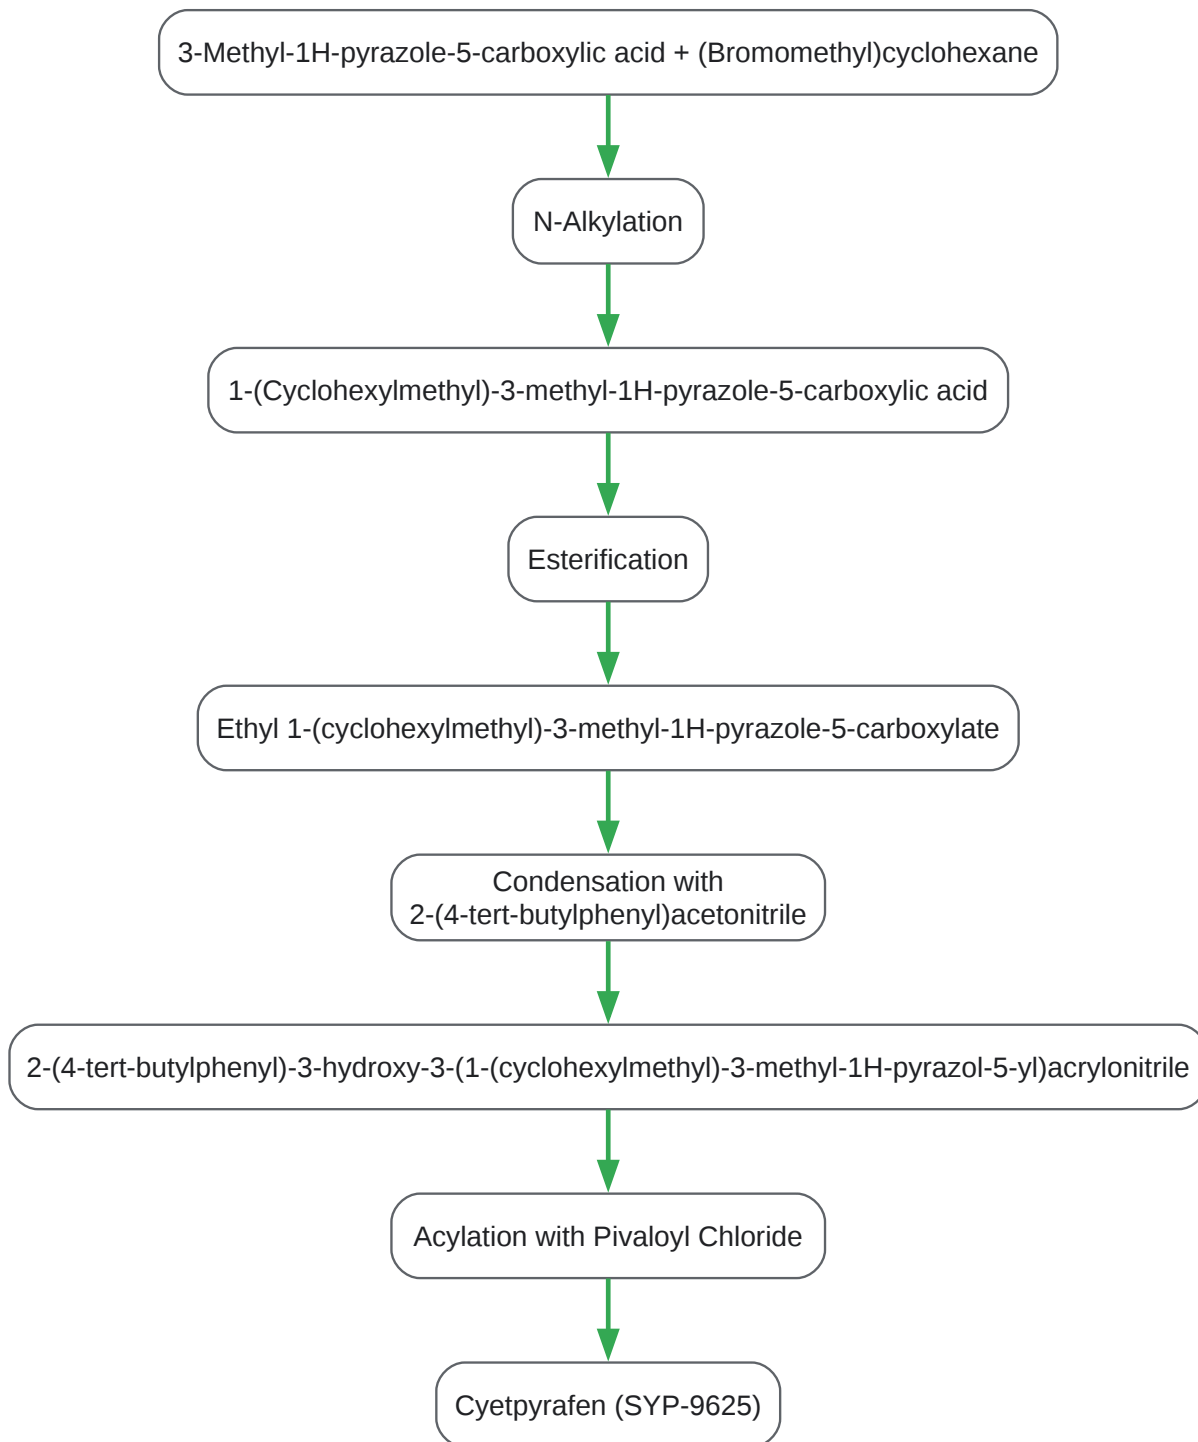 3-Methyl-1H-pyrazole-5-carboxylic acid + (Bromomethyl)cyclohexane
N-Alkylation
1-(Cyclohexylmethyl)-3-methyl-1H-pyrazole-5-carboxylic acid
Esterification
Ethyl 1-(cyclohexylmethyl)-3-methyl-1H-pyrazole-5-carboxylate
Condensation with
2-(4-tert-butylphenyl)acetonitrile
2-(4-tert-butylphenyl)-3-hydroxy-3-(1-(cyclohexylmethyl)-3-methyl-1H-pyrazol-5-yl)acrylonitrile
Acylation with Pivaloyl Chloride
Cyetpyrafen (SYP-9625)